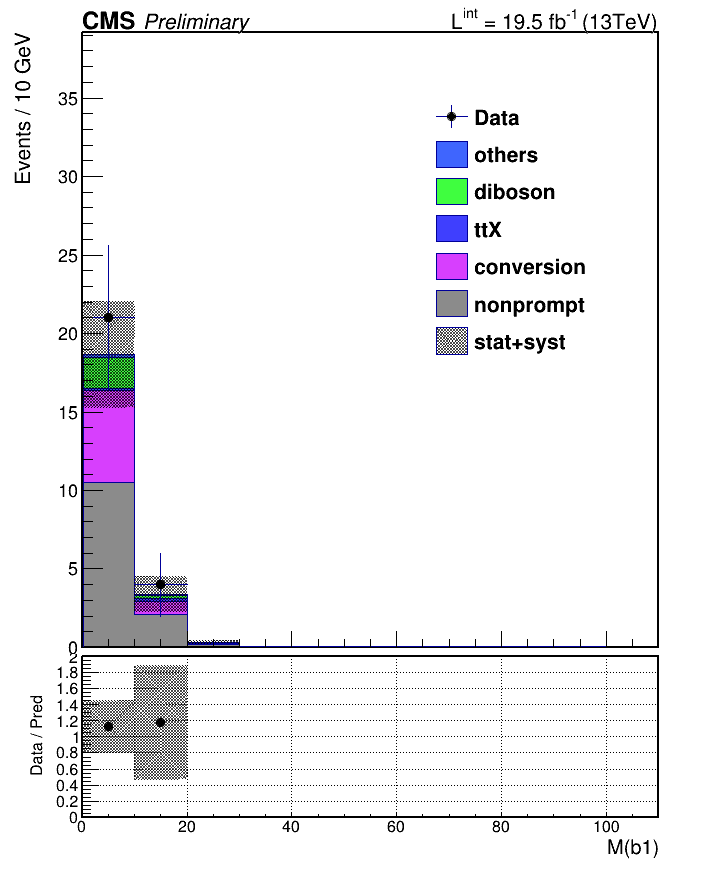 CMS Preliminary
L^int = 19.5 fb^-1 (13TeV)
Events / 10 GeV
35
30
25
20
15
10
5
0
Data
others
diboson
ttX
conversion
nonprompt
stat+syst
Data / Pred
2
1.8
1.6
1.4
1.2
1
0.8
0.6
0.4
0.2
0
0 20 40 60 80 100
M(b1)